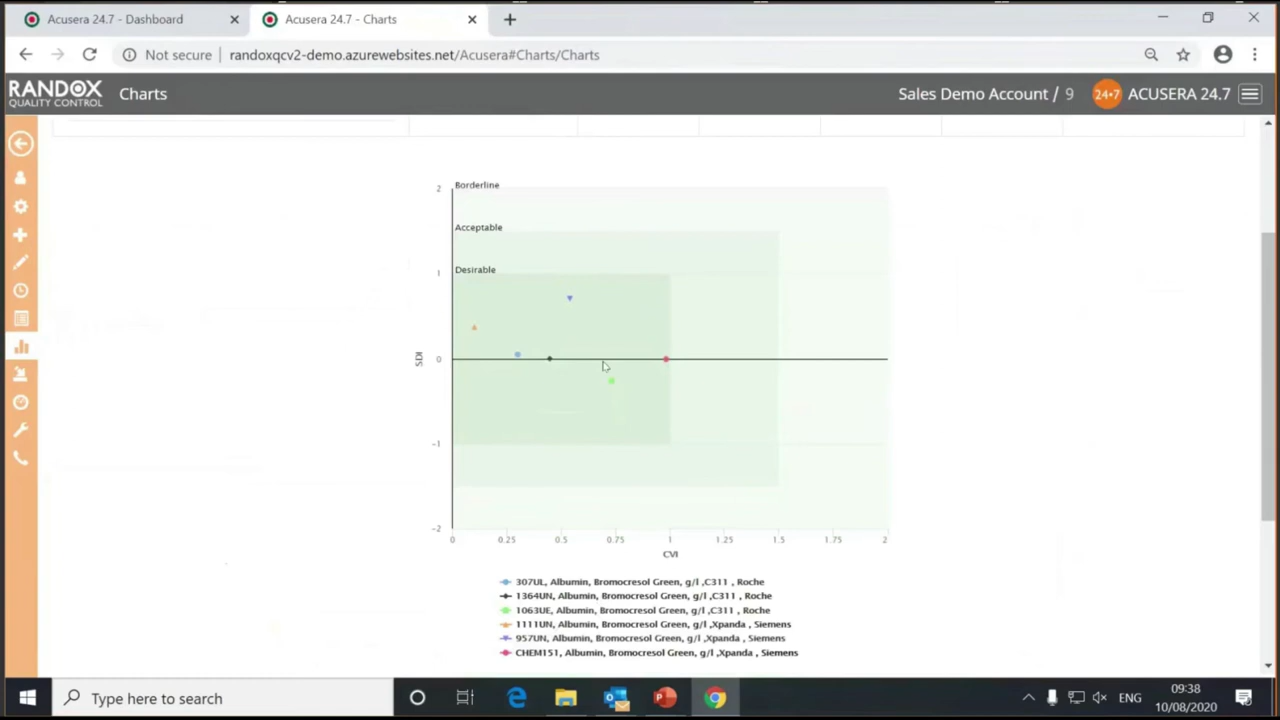 Acusera 24.7 - Dashboard
Acusera 24.7 - Charts
Not secure randoxqcv2-demo.azurewebsites.net/Acusera#Charts/Charts
RANDOX
QUALITY CONTROL
Charts
Sales Demo Account / 9
24•7
ACUSERA 24.7
2
Borderline
Acceptable
Desirable
1
SDI
0
-1
-2
0 0.25 0.5 0.75 1 1.25 1.5 1.75 2
CVI
307UL, Albumin, Bromocresol Green, g/l ,C311 , Roche
1364UN, Albumin, Bromocresol Green, g/l ,C311 , Roche
1063UE, Albumin, Bromocresol Green, g/l ,C311 , Roche
1111UN, Albumin, Bromocresol Green, g/l ,Xpanda , Siemens
957UN, Albumin, Bromocresol Green, g/l ,Xpanda , Siemens
CHEM151, Albumin, Bromocresol Green, g/l ,Xpanda , Siemens
Type here to search
ENG
09:38
10/08/2020